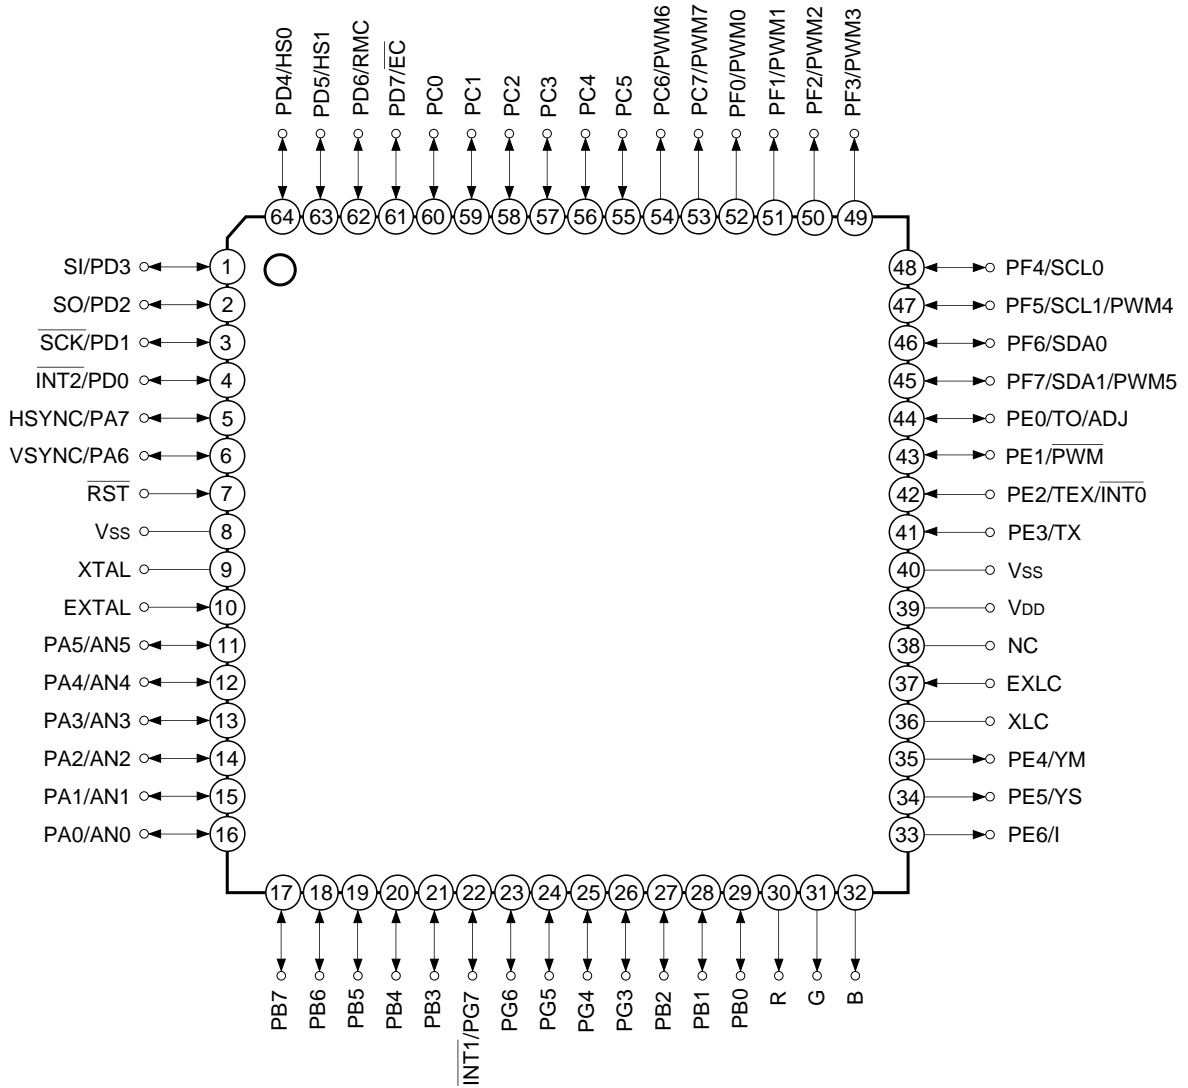 PD4/HS0
PD5/HS1
PD6/RMC
PD7/E̅C̅
PC0
PC1
PC2
PC3
PC4
PC5
PC6/PWM6
PC7/PWM7
PF0/PWM0
PF1/PWM1
PF2/PWM2
PF3/PWM3
64 63 62 61 60 59 58 57 56 55 54 53 52 51 50 49
SI/PD3 1
SO/PD2 2
S̅C̅K̅/PD1 3
I̅N̅T̅2̅/PD0 4
HSYNC/PA7 5
VSYNC/PA6 6
R̅S̅T̅ 7
Vss 8
XTAL 9
EXTAL 10
PA5/AN5 11
PA4/AN4 12
PA3/AN3 13
PA2/AN2 14
PA1/AN1 15
PA0/AN0 16
48 PF4/SCL0
47 PF5/SCL1/PWM4
46 PF6/SDA0
45 PF7/SDA1/PWM5
44 PE0/TO/ADJ
43 PE1/P̅W̅M̅
42 PE2/TEX/I̅N̅T̅0̅
41 PE3/TX
40 Vss
39 VDD
38 NC
37 EXLC
36 XLC
35 PE4/YM
34 PE5/YS
33 PE6/I
17 18 19 20 21 22 23 24 25 26 27 28 29 30 31 32
PB7
PB6
PB5
PB4
PB3
I̅N̅T̅1̅/PG7
PG6
PG5
PG4
PG3
PB2
PB1
PB0
R
G
B